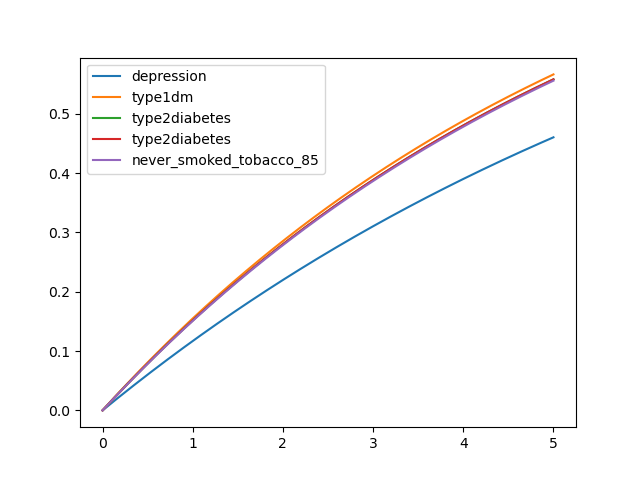 depression
type1dm
type2diabetes
type2diabetes
never_smoked_tobacco_85
0.5
0.4
0.3
0.2
0.1
0.0
0 1 2 3 4 5